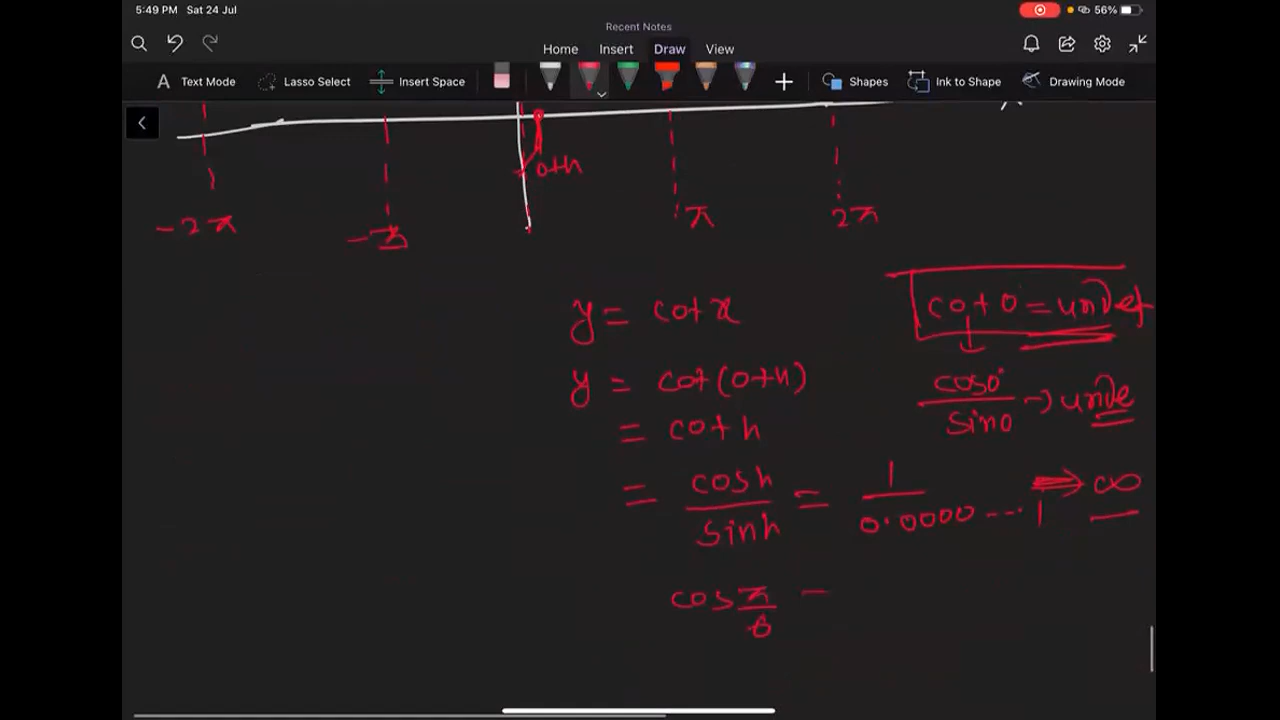 5:49 PM Sat 24 Jul
56%
Recent Notes
Home Insert Draw View
Text Mode Lasso Select Insert Space Shapes Ink to Shape Drawing Mode
0+h
-2π -π π 2π
y = cot x
cot 0 = undef
y = cot(0+h)
cos0° / sin0 → unde
= cot h
= cosh / sinh = 1 / 0.0000---1 ⇒ ∞
cos π/6 =